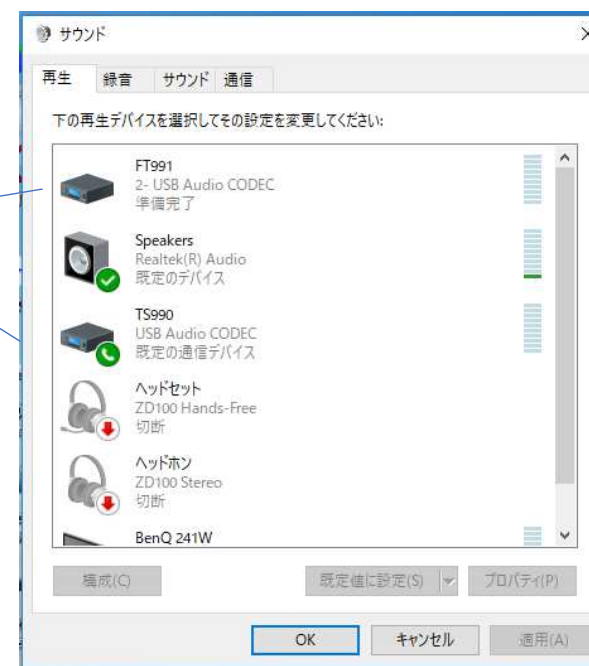 サウンド
再生 録音 サウンド 通信
下の再生デバイスを選択してその設定を変更してください:
FT991
2- USB Audio CODEC
準備完了
Speakers
Realtek(R) Audio
既定のデバイス
TS990
USB Audio CODEC
既定の通信デバイス
ヘッドセット
ZD100 Hands-Free
切断
ヘッドホン
ZD100 Stereo
切断
BenQ 241W
構成(C) 既定値に設定(S) プロパティ(P)
OK キャンセル 適用(A)